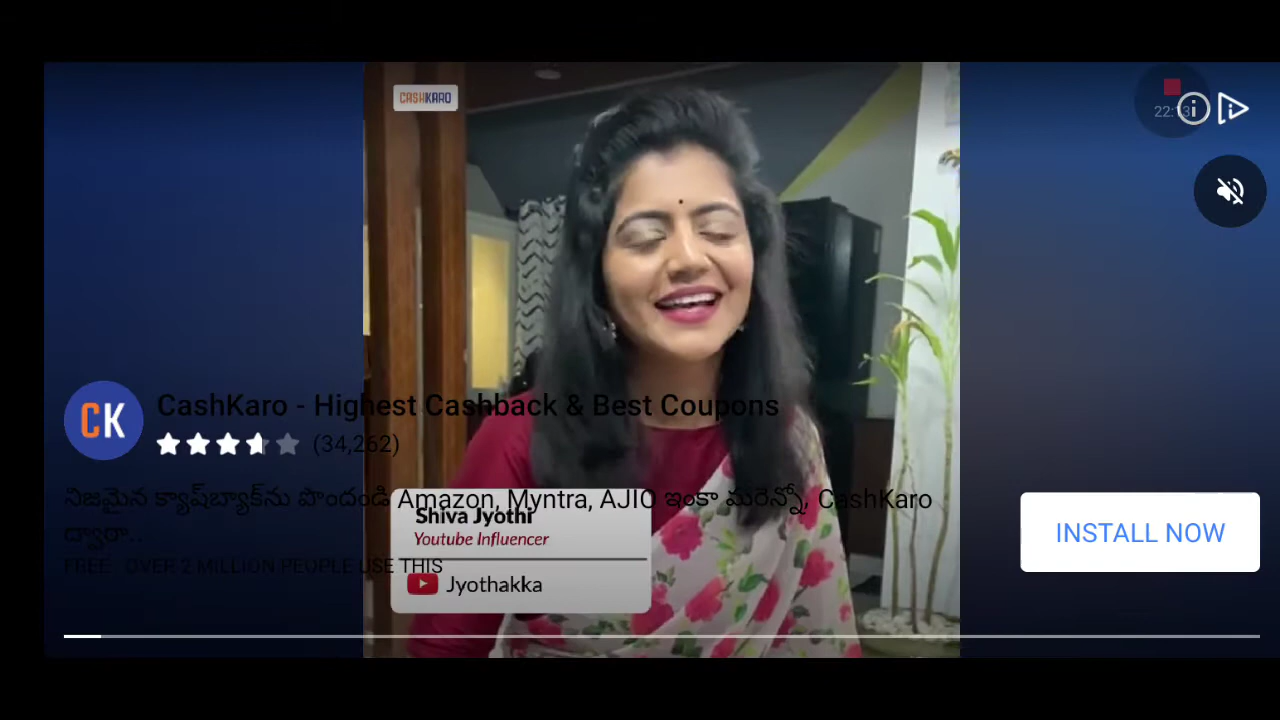 CASHKARO
CashKaro - Highest Cashback & Best Coupons
(34,262)
నిజమైన క్యాష్‌బ్యాక్‌ను పొందండి Amazon, Myntra, AJIO ఇంకా మరెన్నో, CashKaro
ద్వారా..
Shiva Jyothi
Youtube Influencer
FREE OVER 2 MILLION PEOPLE USE THIS
Jyothakka
INSTALL NOW
CK